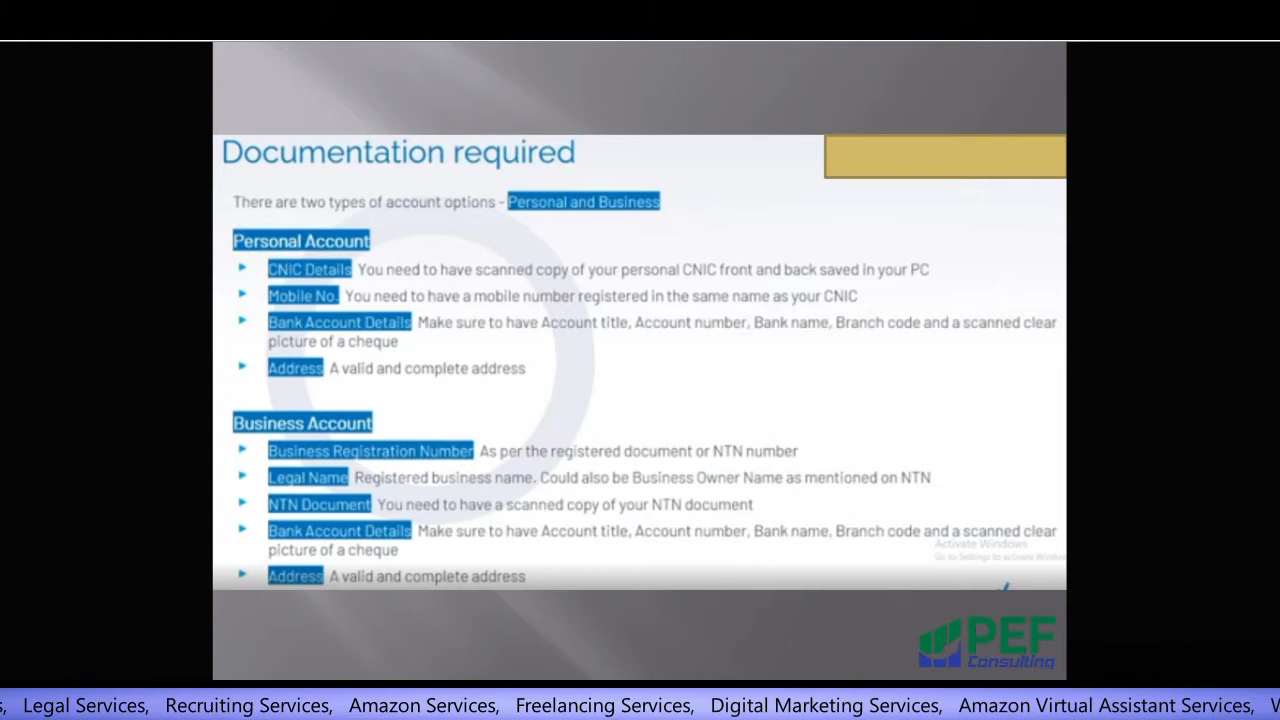 Documentation required
There are two types of account options - Personal and Business
Personal Account
CNIC Details You need to have scanned copy of your personal CNIC front and back saved in your PC
Mobile No. You need to have a mobile number registered in the same name as your CNIC
Bank Account Details Make sure to have Account title, Account number, Bank name, Branch code and a scanned clear
picture of a cheque
Address A valid and complete address
Business Account
Business Registration Number As per the registered document or NTN number
Legal Name Registered business name. Could also be Business Owner Name as mentioned on NTN
NTN Document You need to have a scanned copy of your NTN document
Bank Account Details Make sure to have Account title, Account number, Bank name, Branch code and a scanned clear
picture of a cheque
Activate Windows
Go to Settings to activate Window
Address A valid and complete address
PEF
Consulting
s, Legal Services, Recruiting Services, Amazon Services, Freelancing Services, Digital Marketing Services, Amazon Virtual Assistant Services,